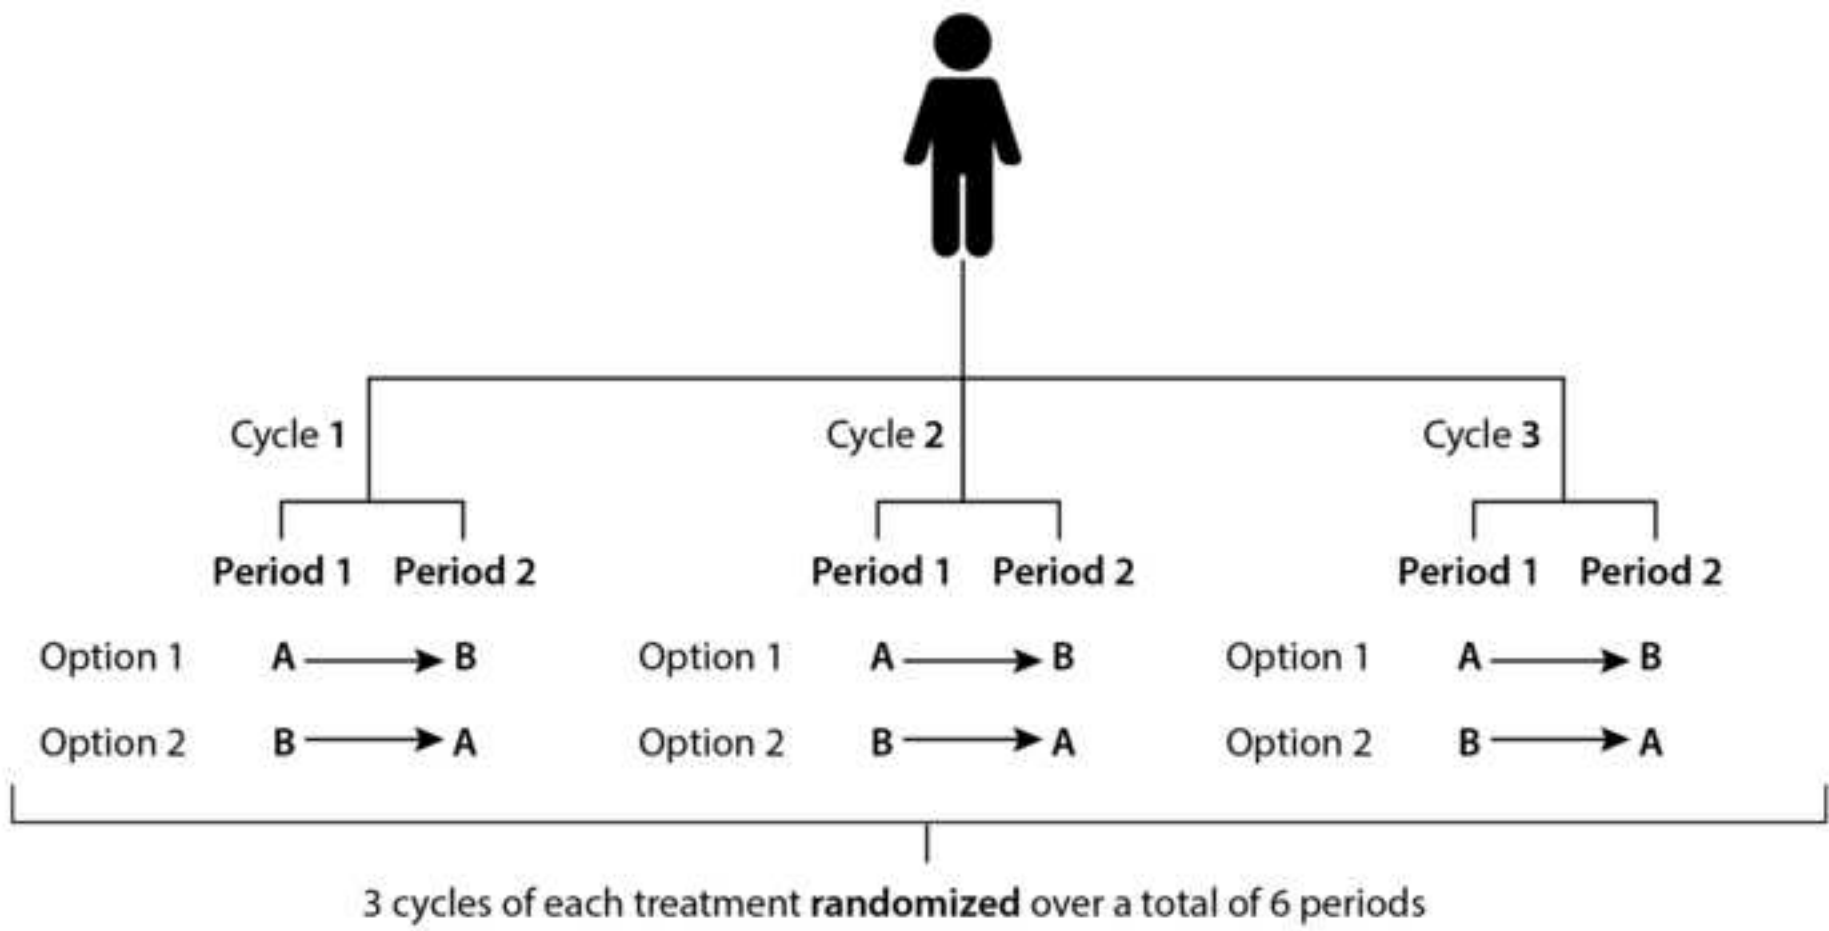 Cycle 1 Cycle 2 Cycle 3
Period 1 Period 2 Period 1 Period 2 Period 1 Period 2
Option 1 A B Option 1 A B Option 1 A B
Option 2 B A Option 2 B A Option 2 B A
3 cycles of each treatment randomized over a total of 6 periods